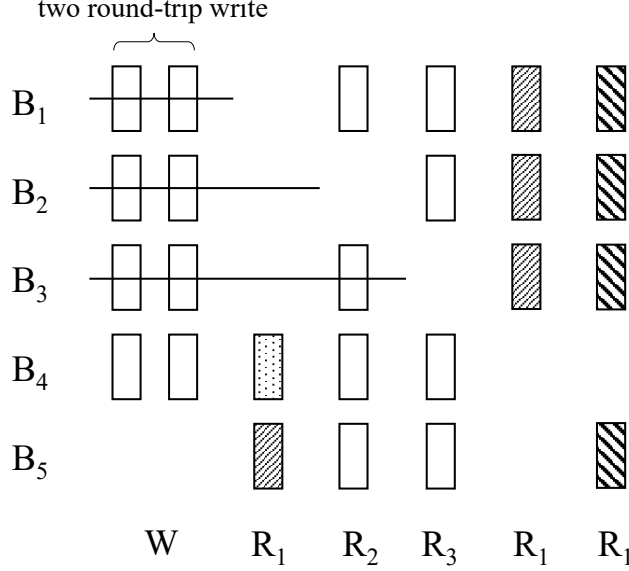 two round-trip write
B1
B2
B3
B4
B5
W R1 R2 R3 R1 R1